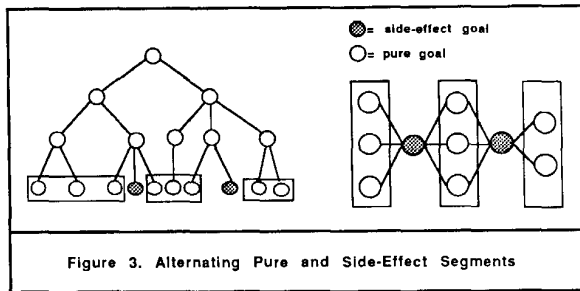 = side-effect goal
= pure goal
Figure 3. Alternating Pure and Side-Effect Segments